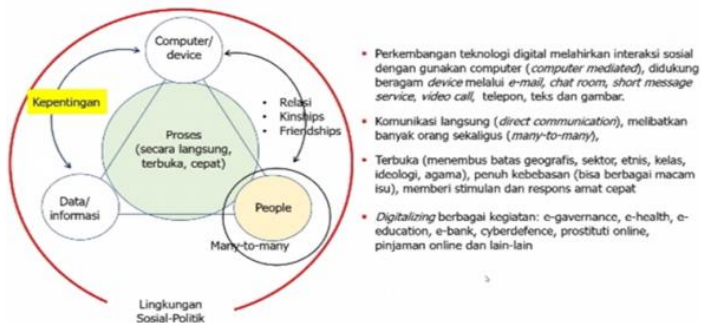 Computer/
device
Kepentingan
• Relasi
• Kinships
• Friendships
Proses
(secara langsung,
terbuka, cepat)
Data/
informasi
People
Many-to-many
Lingkungan
Sosial-Politik
• Perkembangan teknologi digital melahirkan interaksi sosial
dengan gunakan computer (computer mediated), didukung
beragam device melalui e-mail, chat room, short message
service, video call, telepon, teks dan gambar.
• Komunikasi langsung (direct communication), melibatkan
banyak orang sekaligus (many-to-many),
• Terbuka (menembus batas geografis, sektor, etnis, kelas,
ideologi, agama), penuh kebebasan (bisa berbagai macam
isu), memberi stimulan dan respons amat cepat
• Digitalizing berbagai kegiatan: e-governance, e-health, e-
education, e-bank, cyberdefence, prostituti online,
pinjaman online dan lain-lain